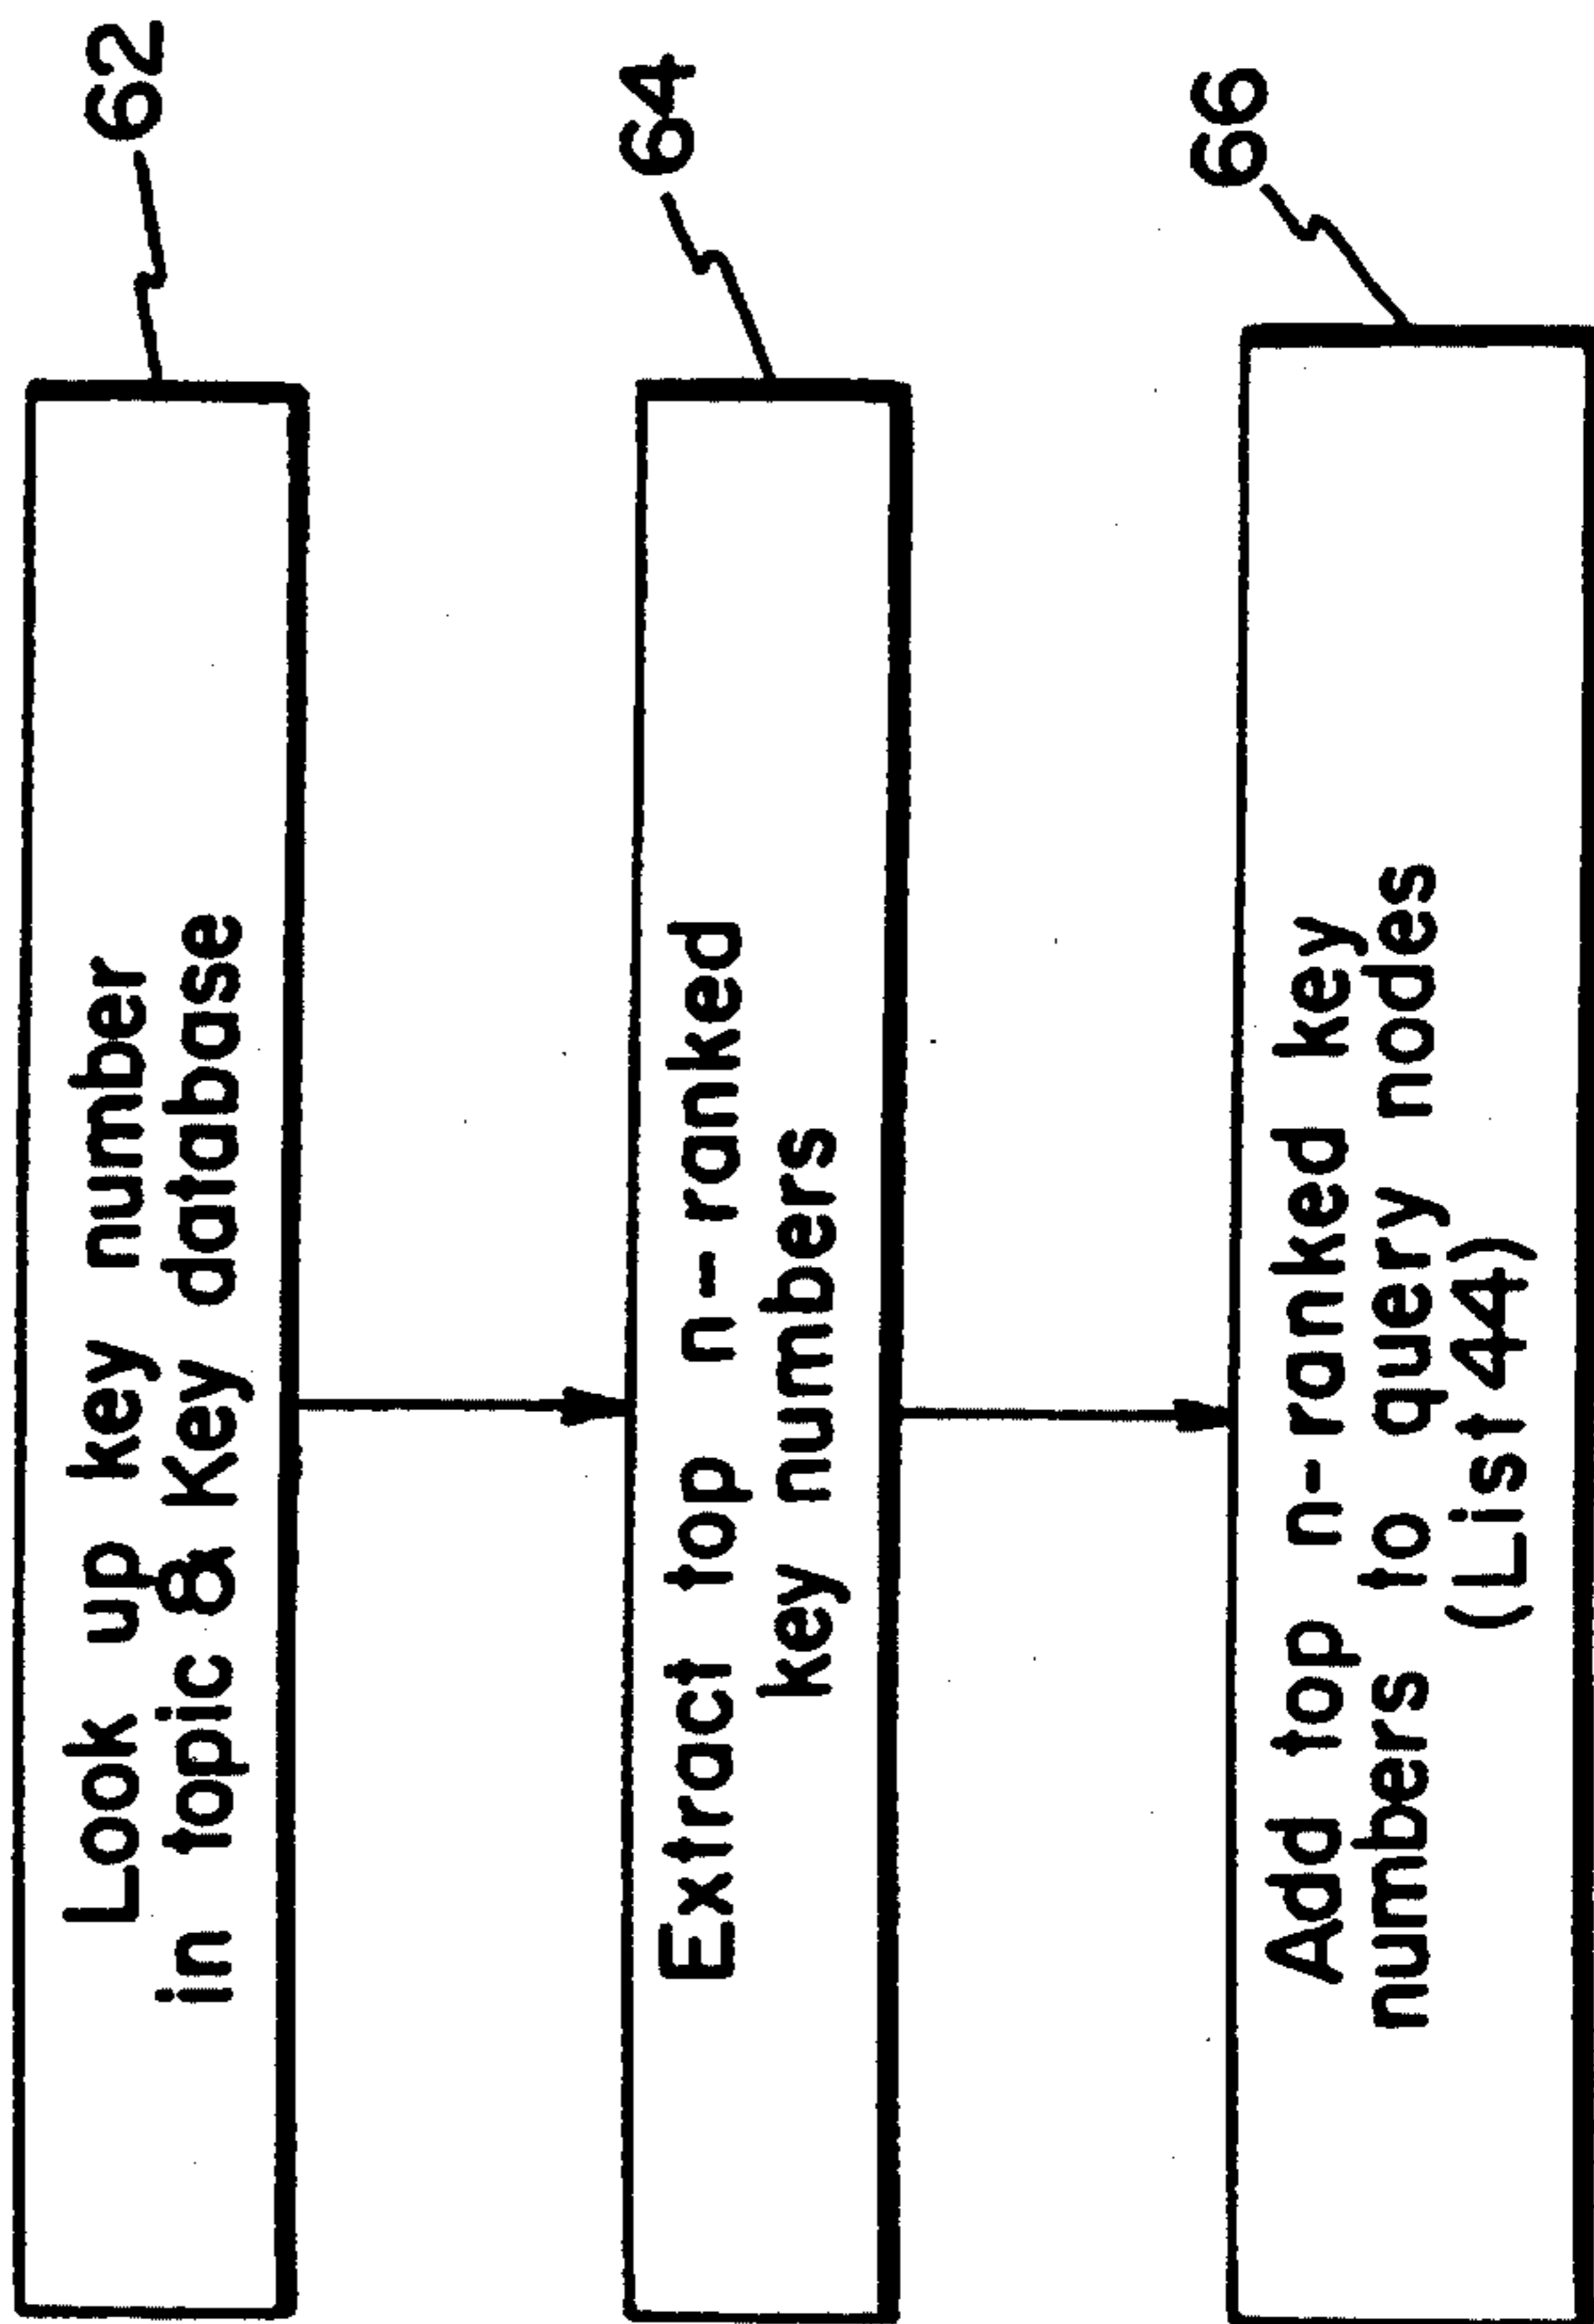 Look up key number
in topic & Key database
62
Extract top n-ranked
key numbers
64
Add top n-ranked key
numbers to query nodes
(List 44)
66